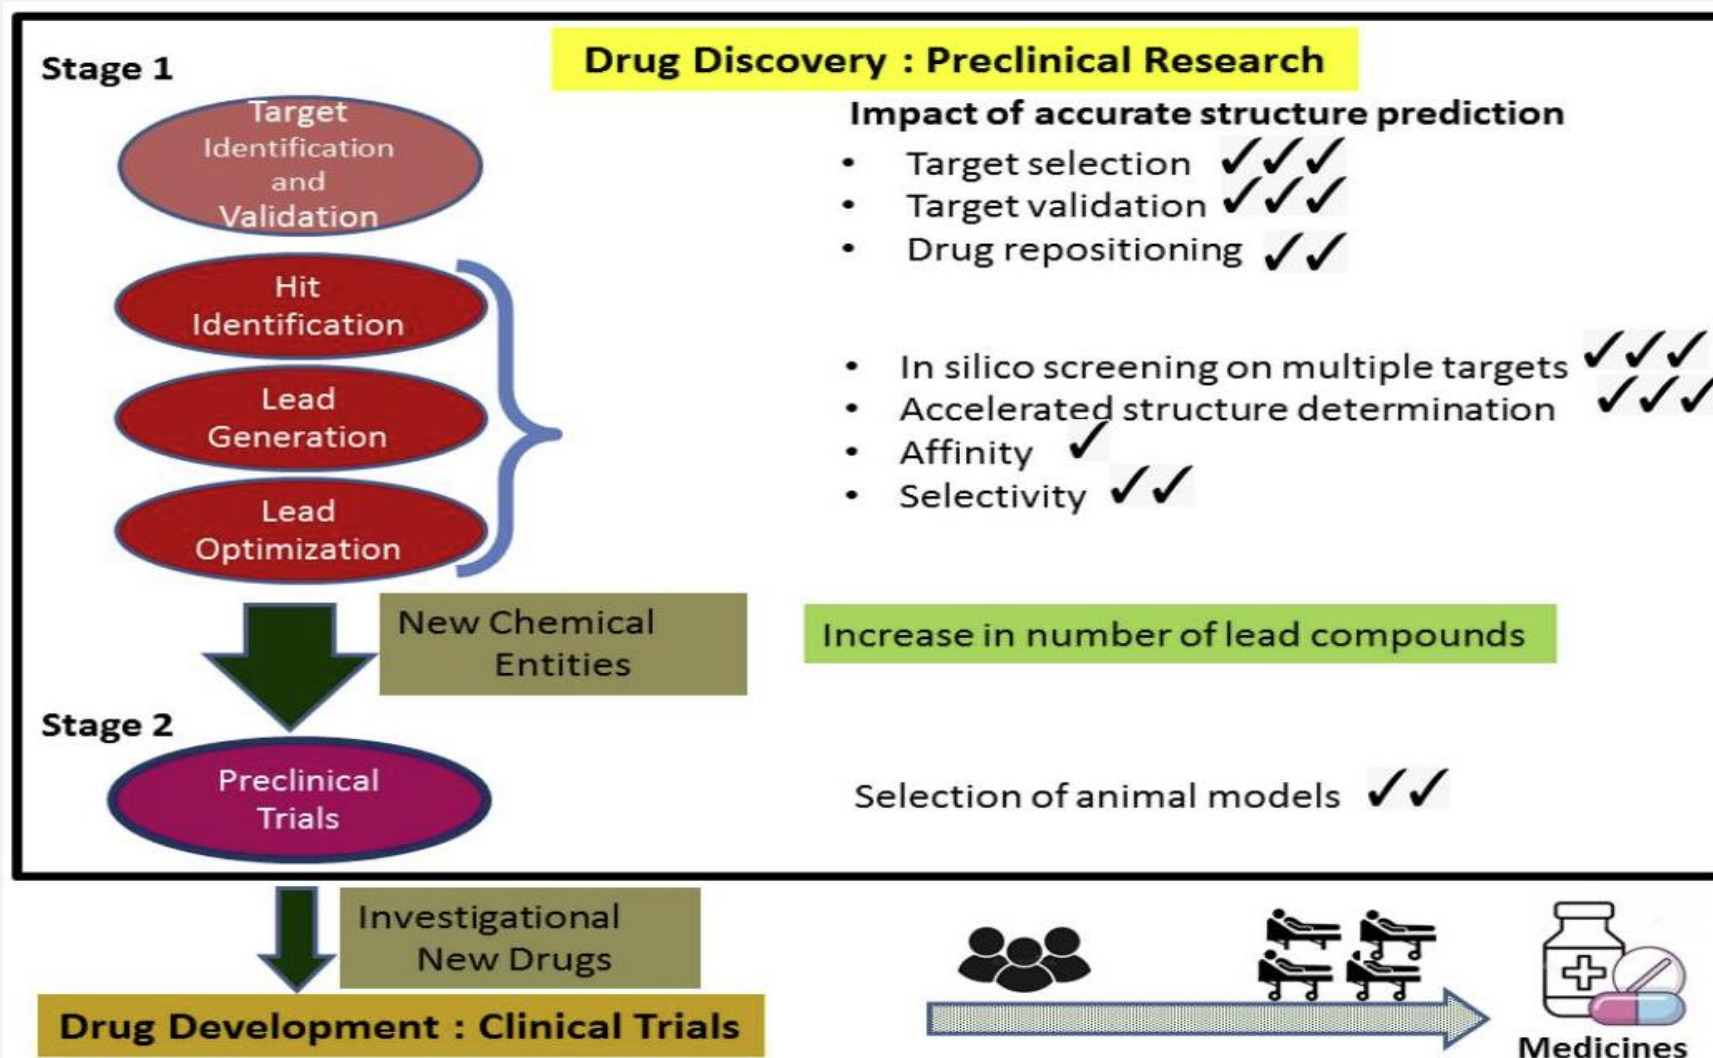 Drug Discovery : Preclinical Research
Stage 1
Target
Identification
and
Validation
Impact of accurate structure prediction
• Target selection ✓✓✓
• Target validation ✓✓✓
• Drug repositioning ✓✓
Hit
Identification
Lead
Generation
Lead
Optimization
• In silico screening on multiple targets ✓✓✓
• Accelerated structure determination ✓✓✓
• Affinity ✓
• Selectivity ✓✓
New Chemical
Entities
Increase in number of lead compounds
Stage 2
Preclinical
Trials
Selection of animal models ✓✓
Investigational
New Drugs
Drug Development : Clinical Trials
Medicines